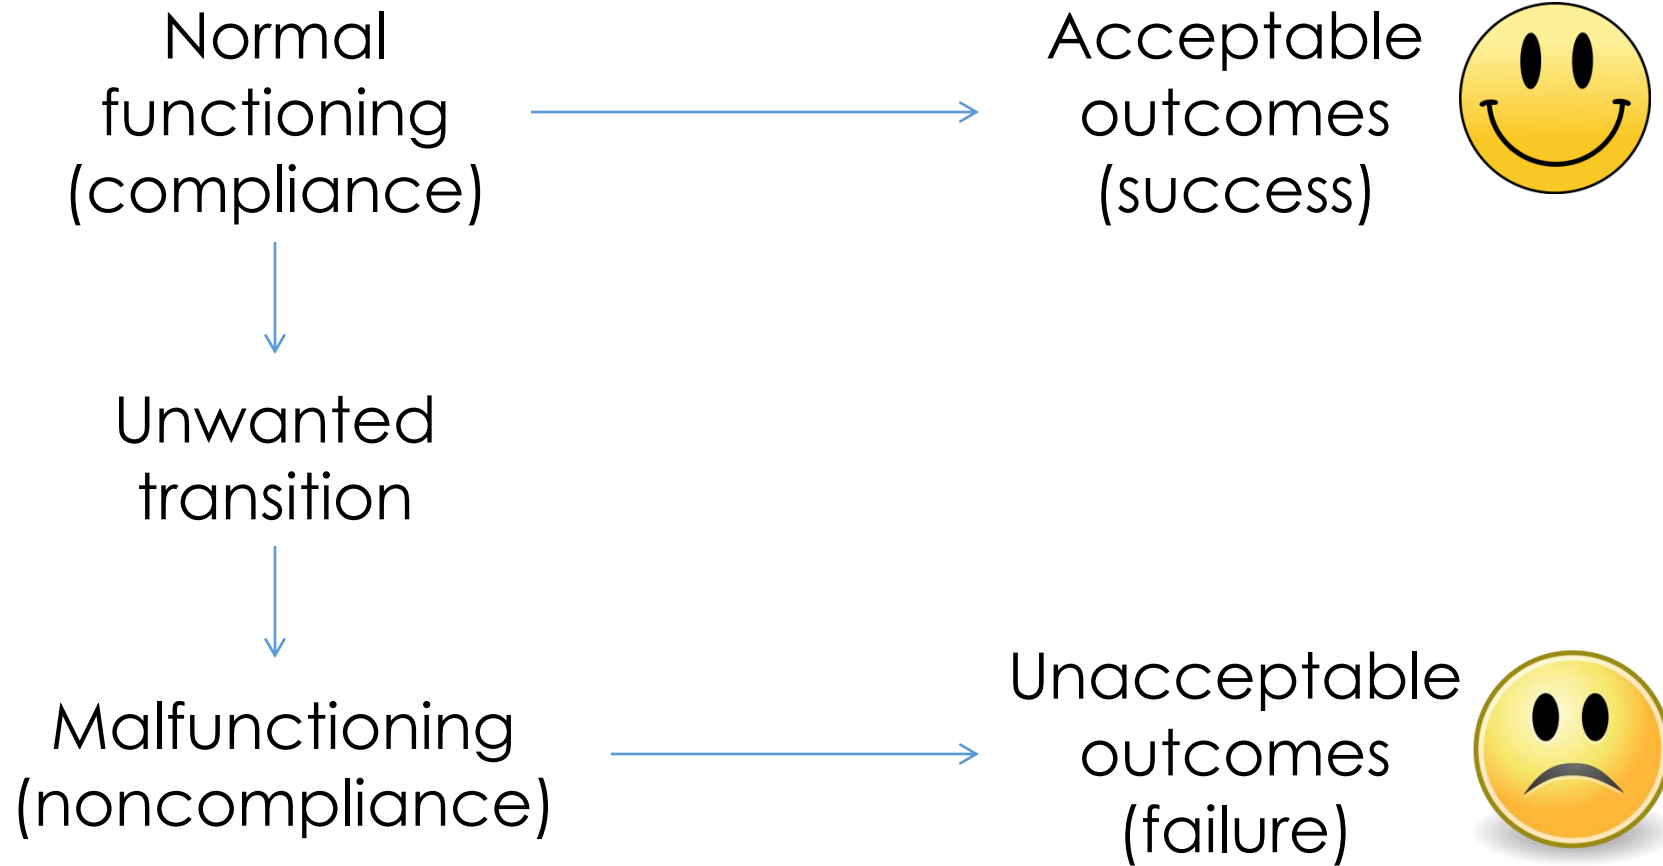 Normal
functioning
(compliance)
Acceptable
outcomes
(success)
Unwanted
transition
Malfunctioning
(noncompliance)
Unacceptable
outcomes
(failure)